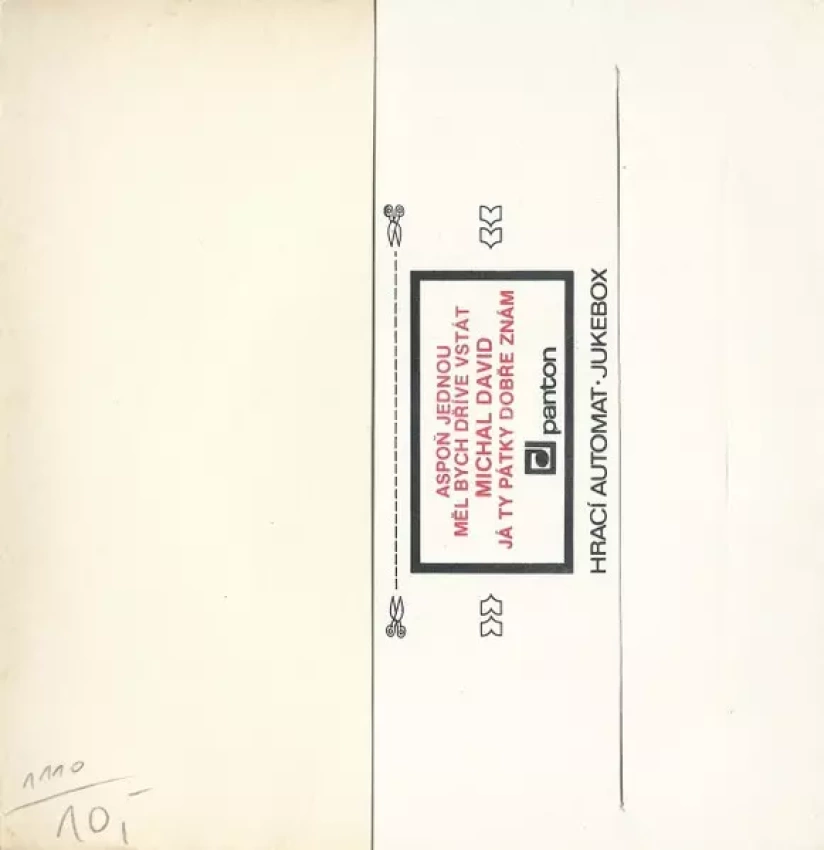 ASPOŇ JEDNOU
MĚL BYCH DŘÍVE VSTÁT
MICHAL DAVID
JÁ TY PÁTKY DOBŘE ZNÁM
panton
HRACÍ AUTOMAT · JUKEBOX
1110
10,-